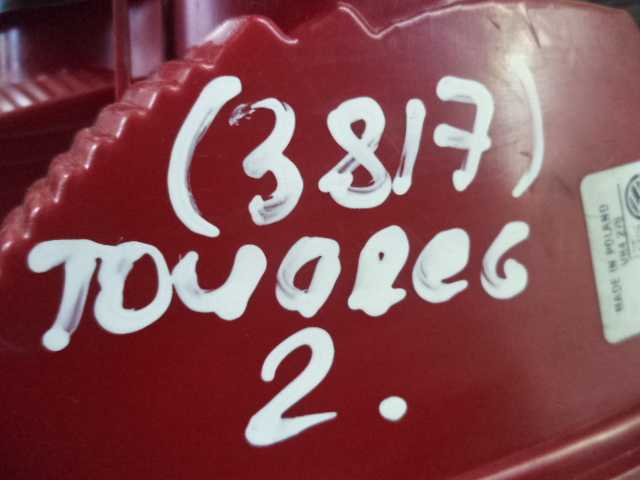 (3817)
TOUAREG
2.
MADE IN POLAND